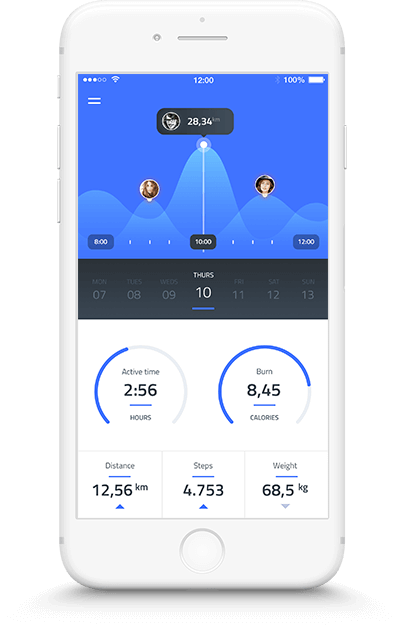 12:00
100%
28,34 km
8:00 10:00 12:00
THURS
MON TUES WEDS FRI SAT SUN
07 08 09 10 11 12 13
Active time
2:56
HOURS
Burn
8,45
CALORIES
Distance Steps Weight
12,56 km 4.753 68,5 kg